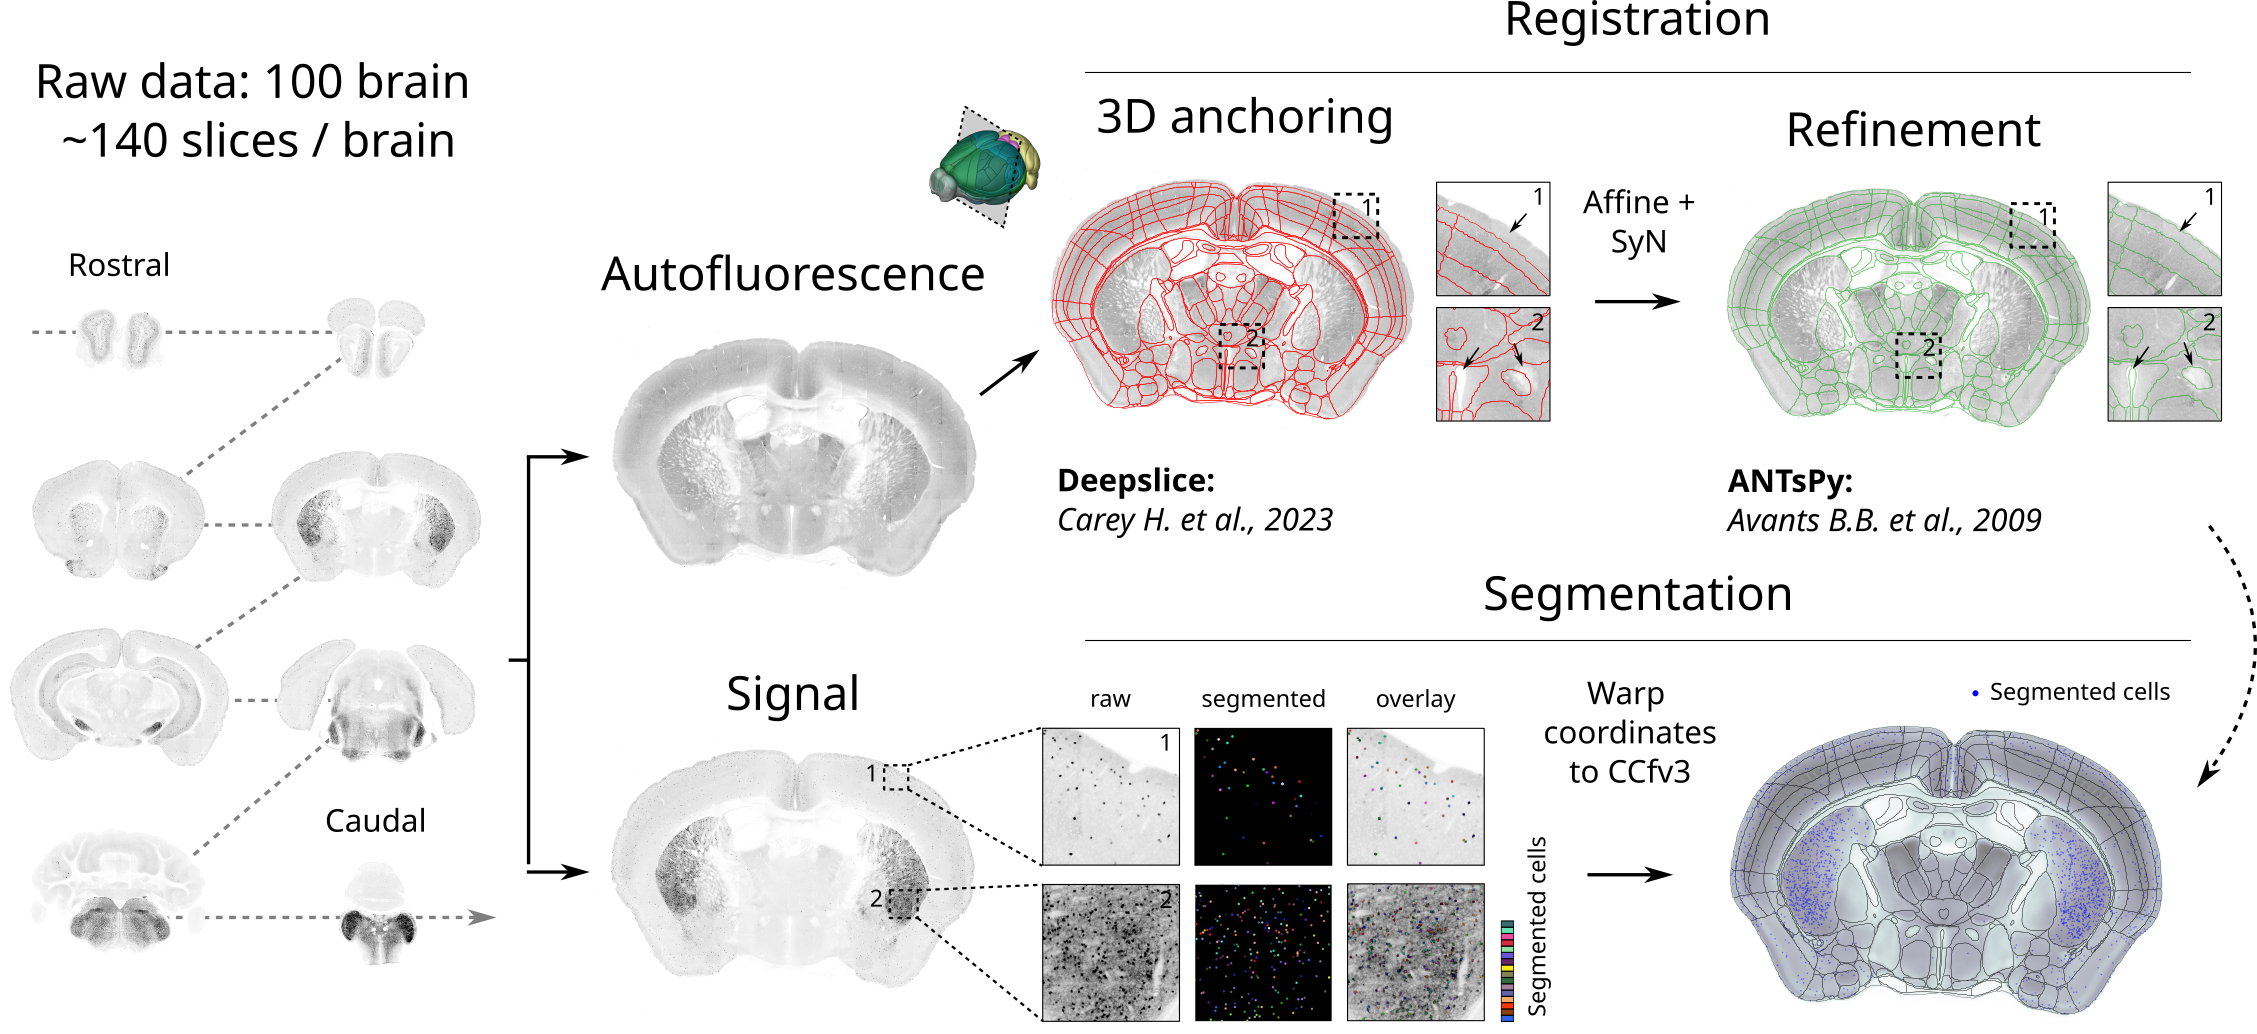 Raw data: 100 brain
~140 slices / brain
Rostral
Caudal
Autofluorescence
Signal
1
2
Registration
3D anchoring
1
2
1
2
Deepslice:
Carey H. et al., 2023
Affine +
SyN
Refinement
1
2
1
2
ANTsPy:
Avants B.B. et al., 2009
Segmentation
raw
segmented
overlay
1
2
Segmented cells
Warp
coordinates
to CCfv3
Segmented cells